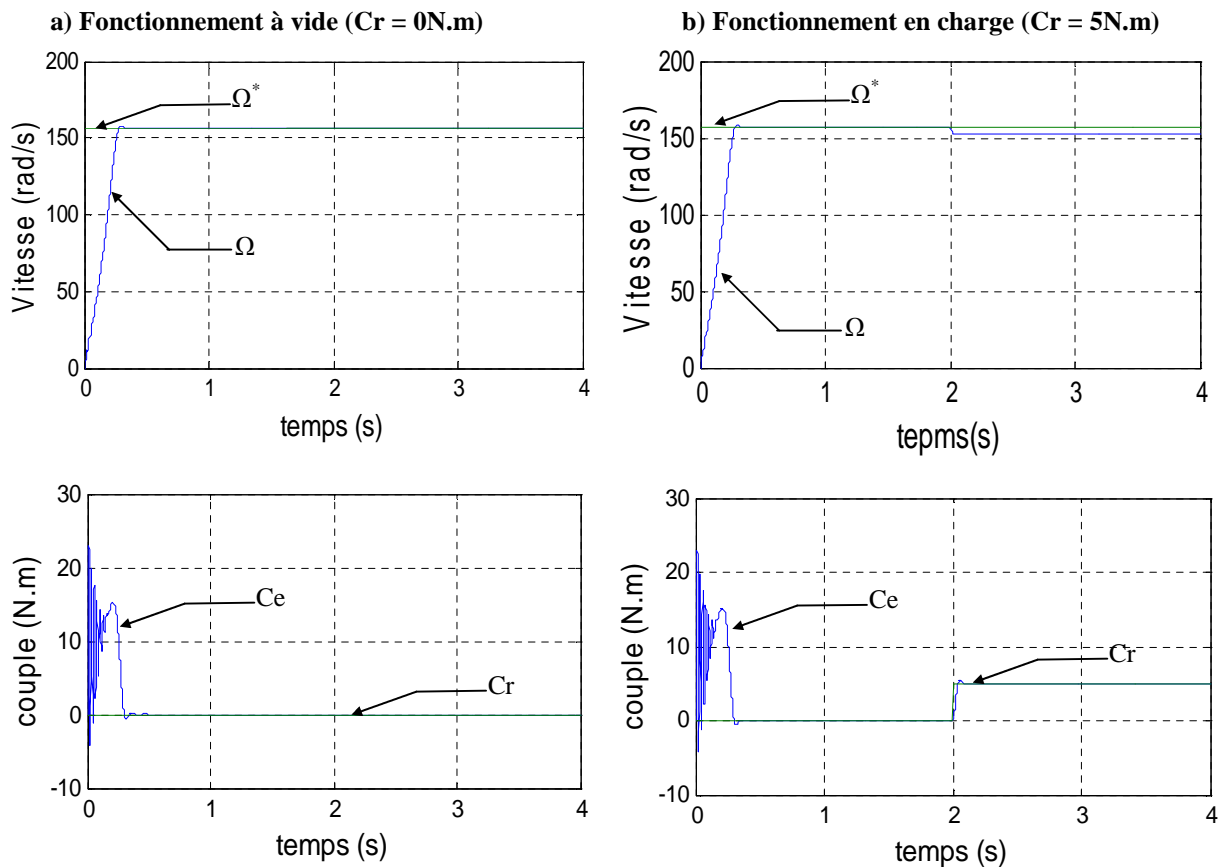 a) Fonctionnement à vide (Cr = 0N.m)
200
150
100
50
0
Vitesse (rad/s)
Ω*
Ω
0 1 2 3 4
temps (s)
b) Fonctionnement en charge (Cr = 5N.m)
200
150
100
50
0
Vitesse (rad/s)
Ω*
Ω
0 1 2 3 4
tepms(s)
30
20
10
0
-10
couple (N.m)
Ce
Cr
0 1 2 3 4
temps (s)
30
20
10
0
-10
couple (N.m)
Ce
Cr
0 1 2 3 4
temps (s)